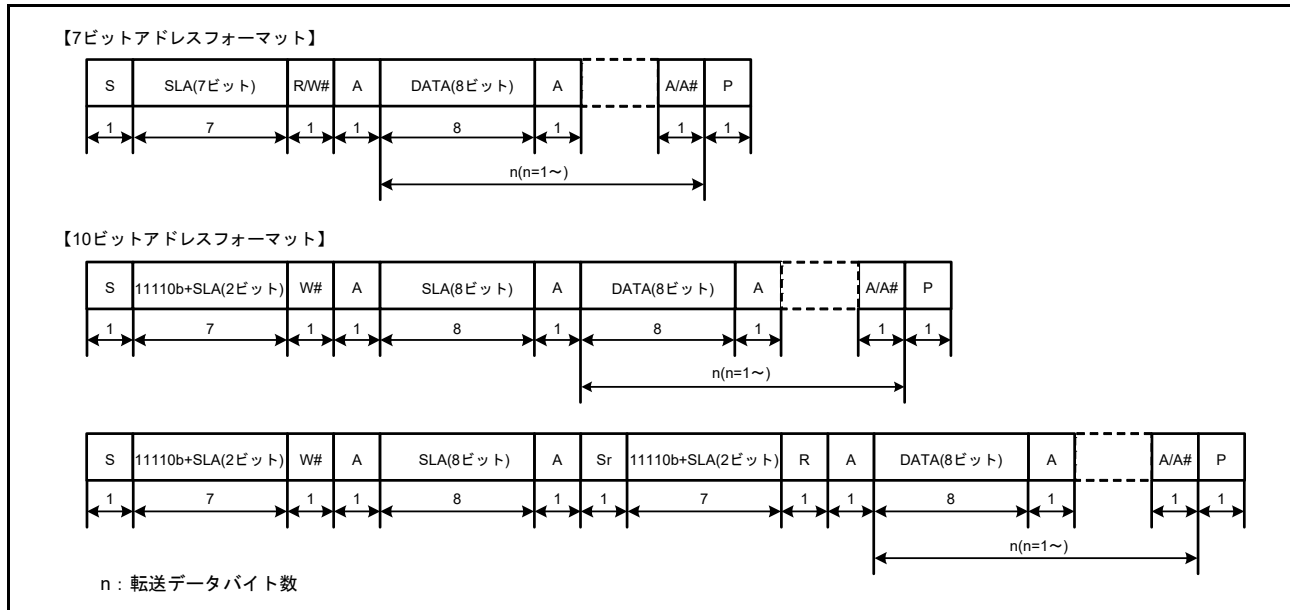 【7ビットアドレスフォーマット】
S SLA(7ビット) R/W# A DATA(8ビット) A A/A# P
1 7 1 1 8 1 1 1
n(n=1～)
【10ビットアドレスフォーマット】
S 11110b+SLA(2ビット) W# A SLA(8ビット) A DATA(8ビット) A A/A# P
1 7 1 1 8 1 8 1 1 1
n(n=1～)
S 11110b+SLA(2ビット) W# A SLA(8ビット) A Sr 11110b+SLA(2ビット) R A DATA(8ビット) A A/A# P
1 7 1 1 8 1 1 7 1 1 8 1 1 1
n(n=1～)
n：転送データバイト数